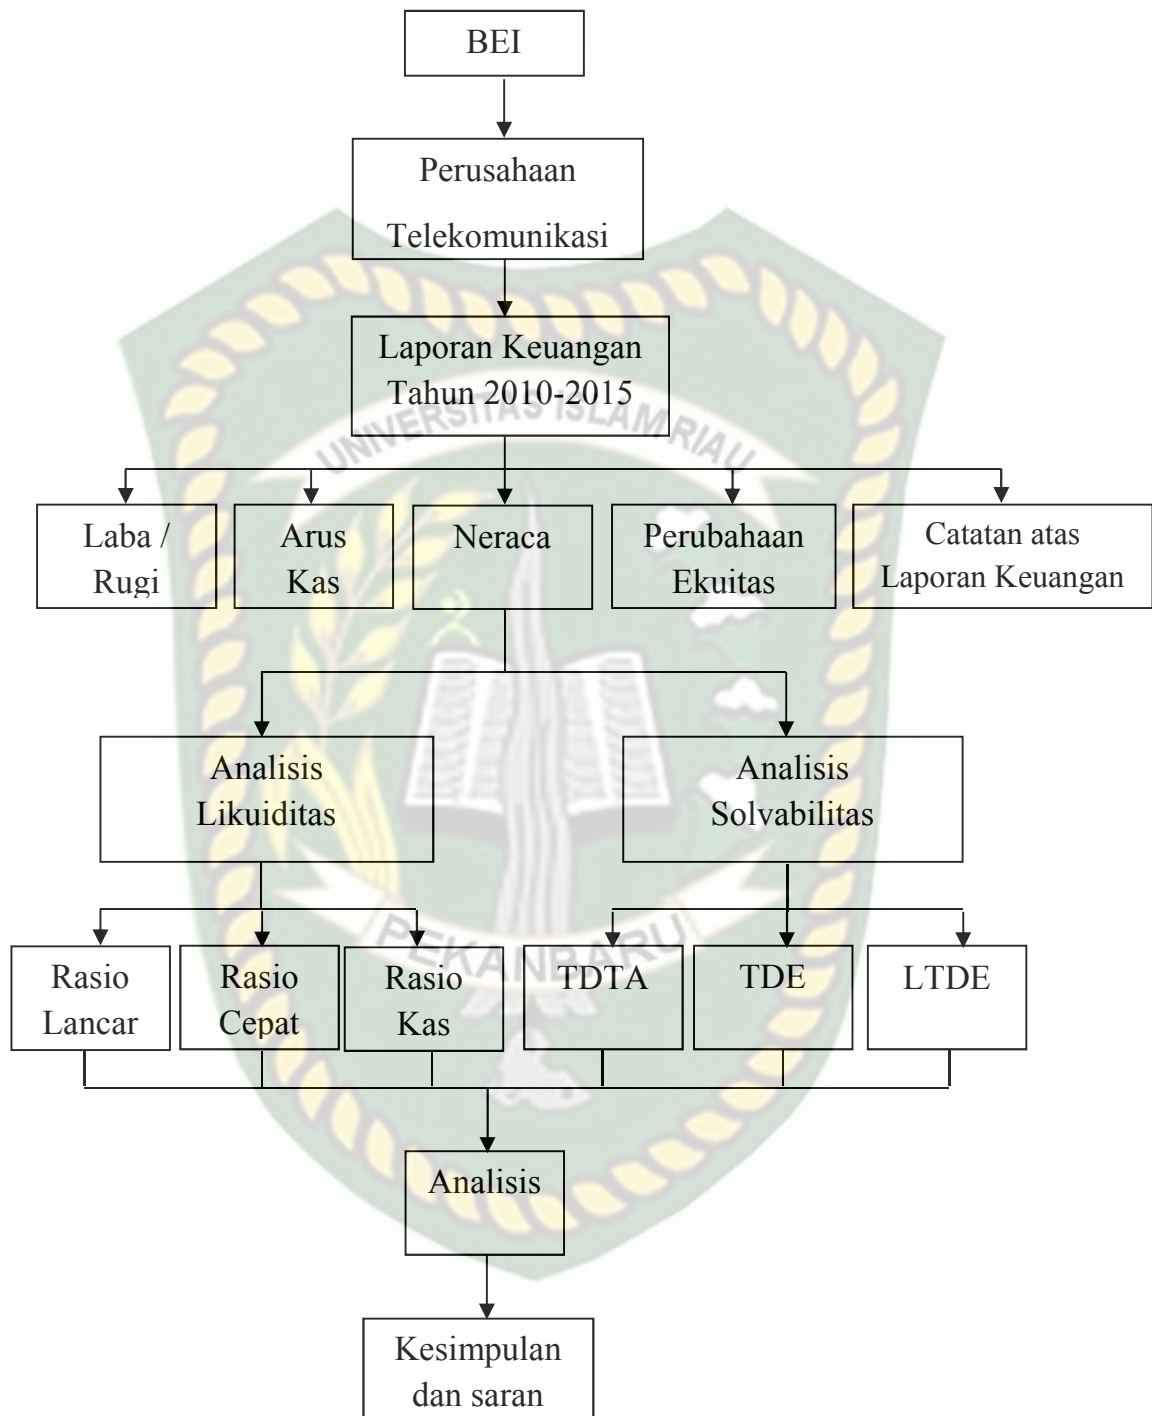 BEI
Perusahaan
Telekomunikasi
Laporan Keuangan
Tahun 2010-2015
UNIVERSITAS ISLAM RIAU
Laba /
Rugi
Arus
Kas
Neraca
Perubahaan
Ekuitas
Catatan atas
Laporan Keuangan
Analisis
Likuiditas
Analisis
Solvabilitas
PEKANBARU
Rasio
Lancar
Rasio
Cepat
Rasio
Kas
TDTA
TDE
LTDE
Analisis
Kesimpulan
dan saran